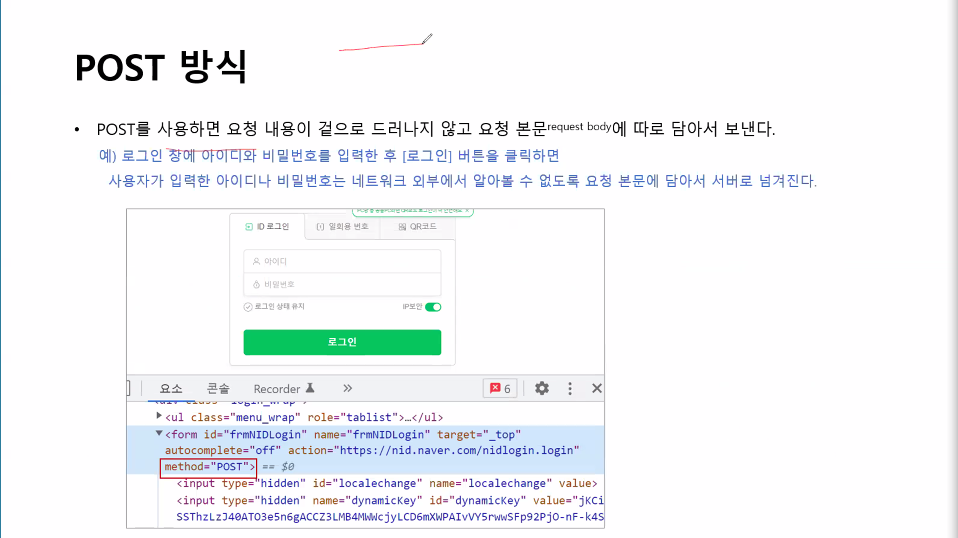 POST 방식
• POST를 사용하면 요청 내용이 겉으로 드러나지 않고 요청 본문request body에 따로 담아서 보낸다.
예) 로그인 창에 아이디와 비밀번호를 입력한 후 [로그인] 버튼을 클릭하면
사용자가 입력한 아이디나 비밀번호는 네트워크 외부에서 알아볼 수 없도록 요청 본문에 담아서 서버로 넘겨진다.
ID 로그인 일회용 번호 QR코드
아이디
비밀번호
로그인 상태 유지 IP보안
로그인
요소 콘솔 Recorder 6
<ul class="menu_wrap" role="tablist">…</ul>
<form id="frmNIDLogin" name="frmNIDLogin" target="_top"
autocomplete="off" action="https://nid.naver.com/nidlogin.login"
method="POST"> == $0
<input type="hidden" id="localechange" name="localechange" value>
<input type="hidden" name="dynamicKey" id="dynamicKey" value="jKCi
SSThzLzJ40ATO3e5n6gACCZ3LMB4MWWcjyLCD6mXWPAIvVY5rwwSFp92PjO-nF-k4S